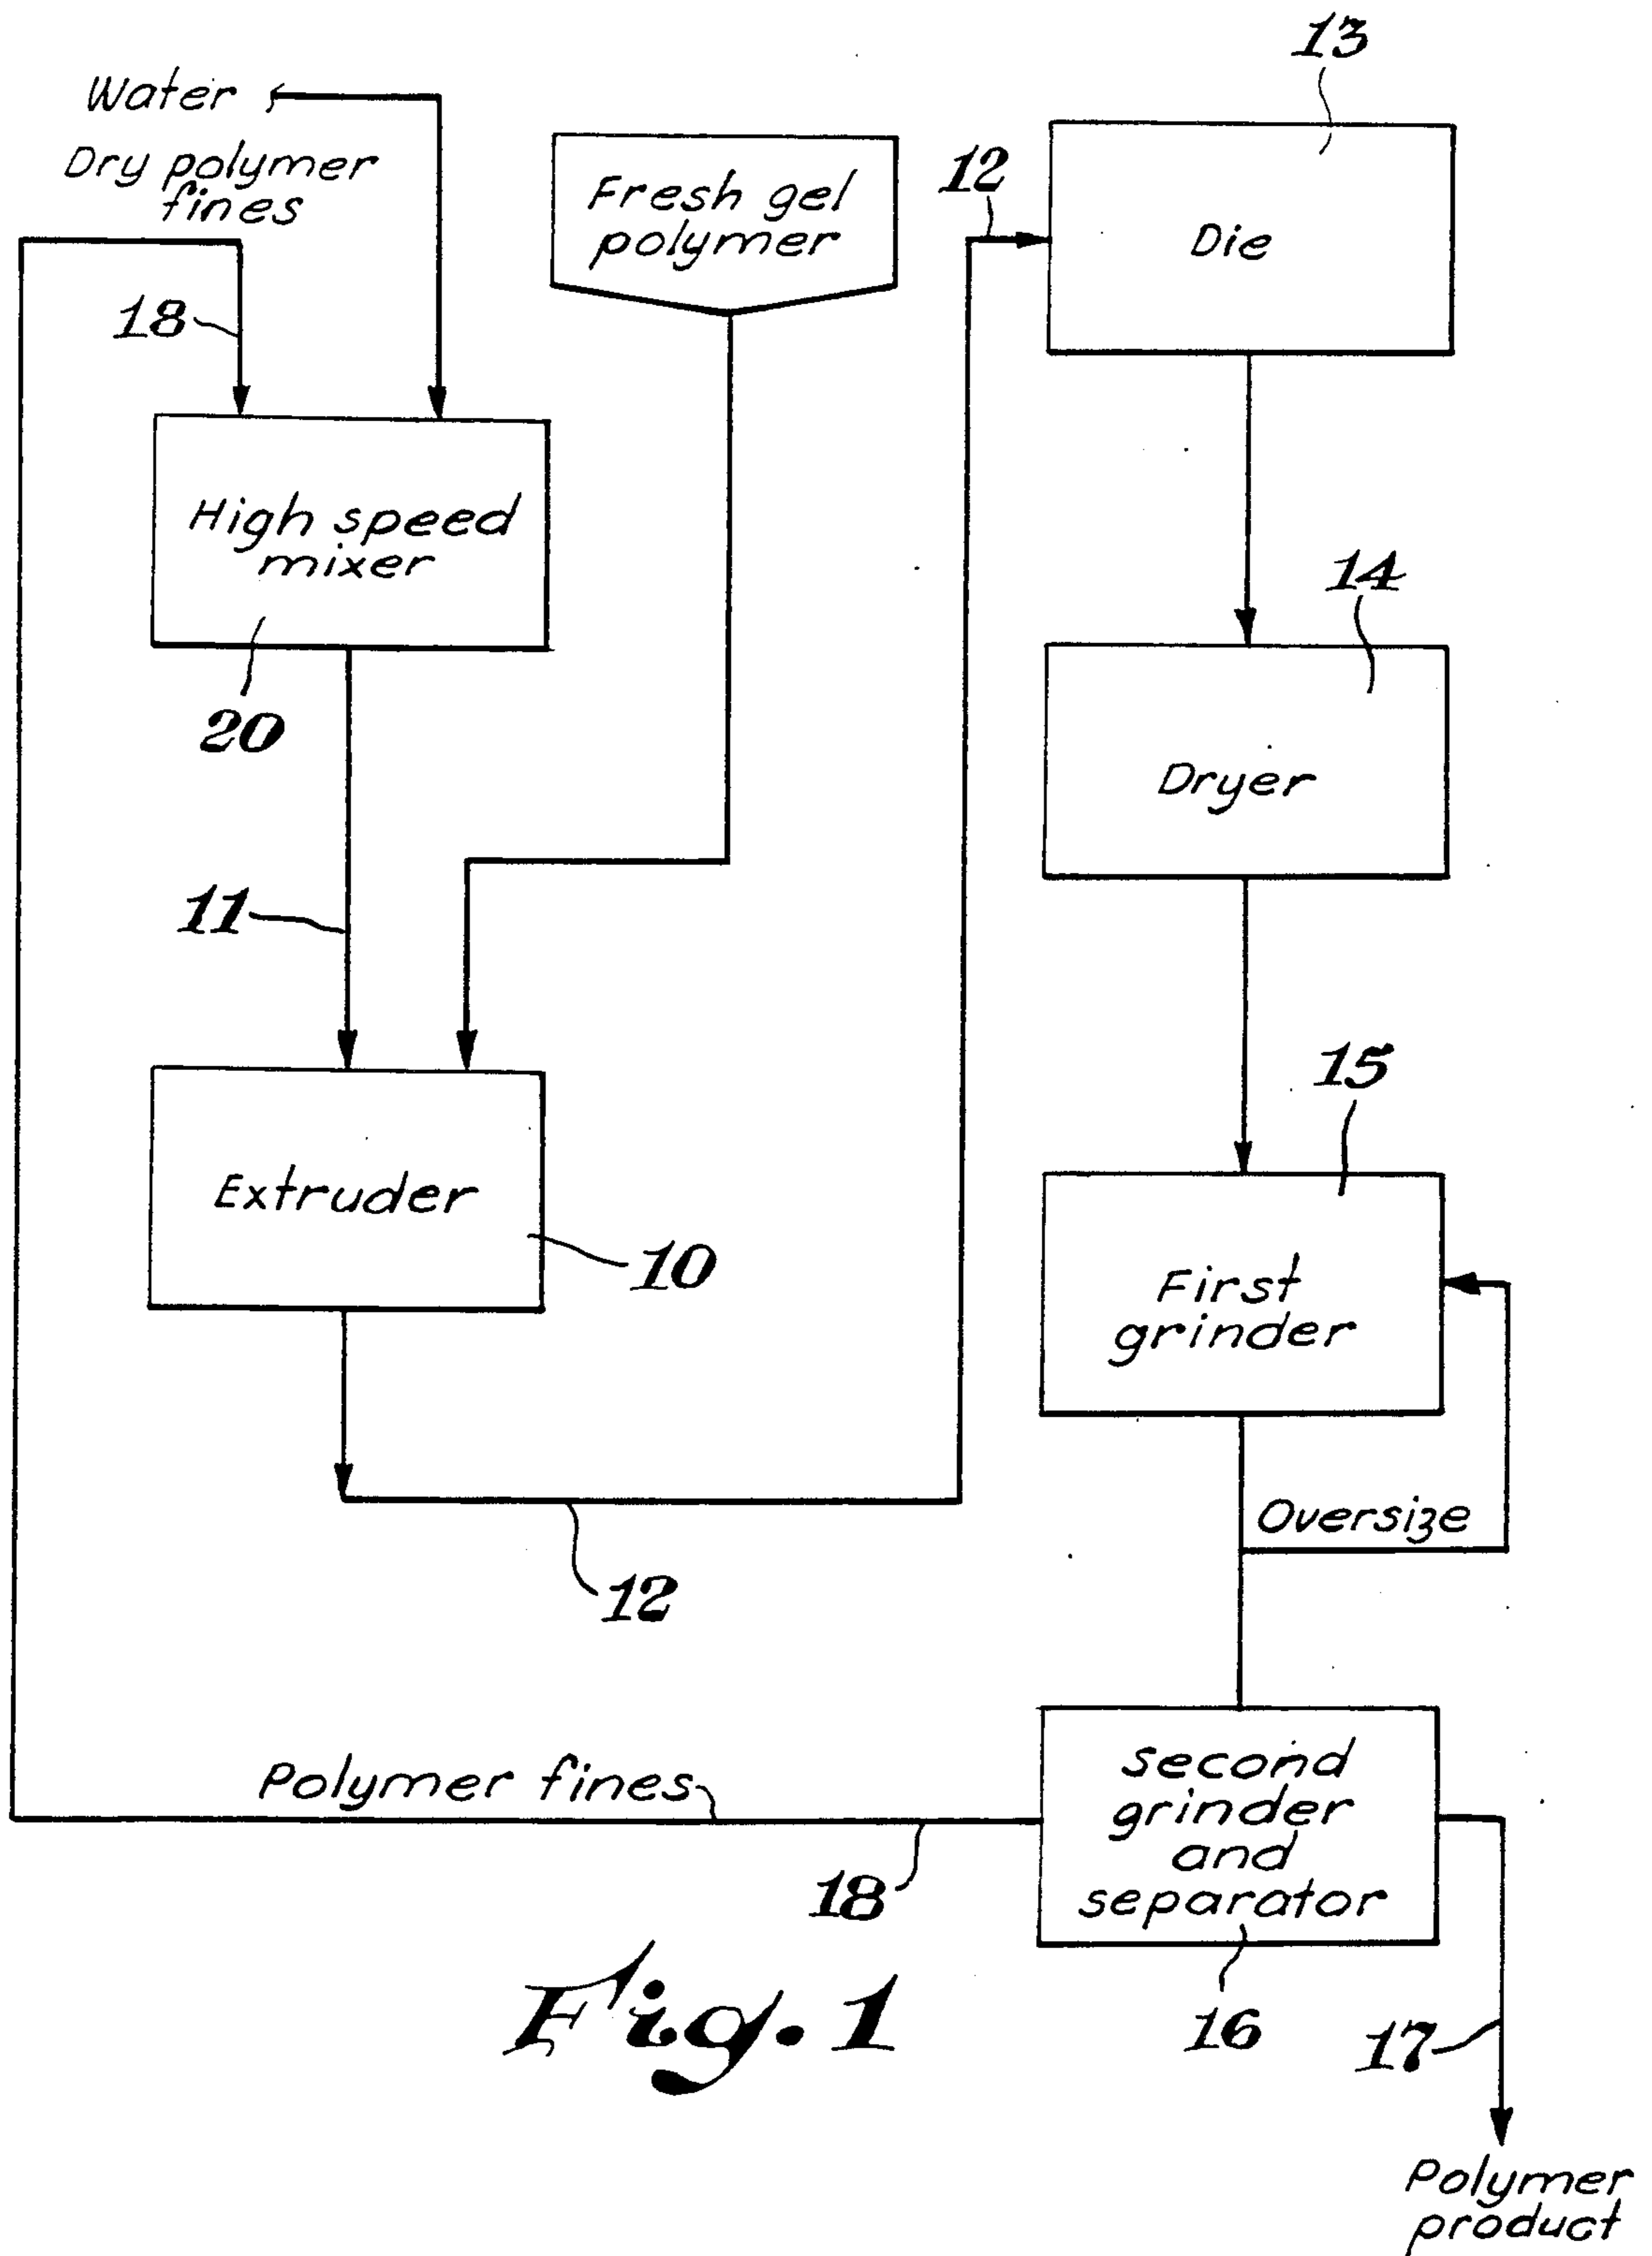 13
Water
Dry polymer
fines
Fresh gel
polymer
12
Die
18
High speed
mixer
20
14
Dryer
11
15
Extruder
10
First
grinder
Oversize
12
Polymer fines
18
second
grinder
and
separator
16
17
Fig. 1
Polymer
product